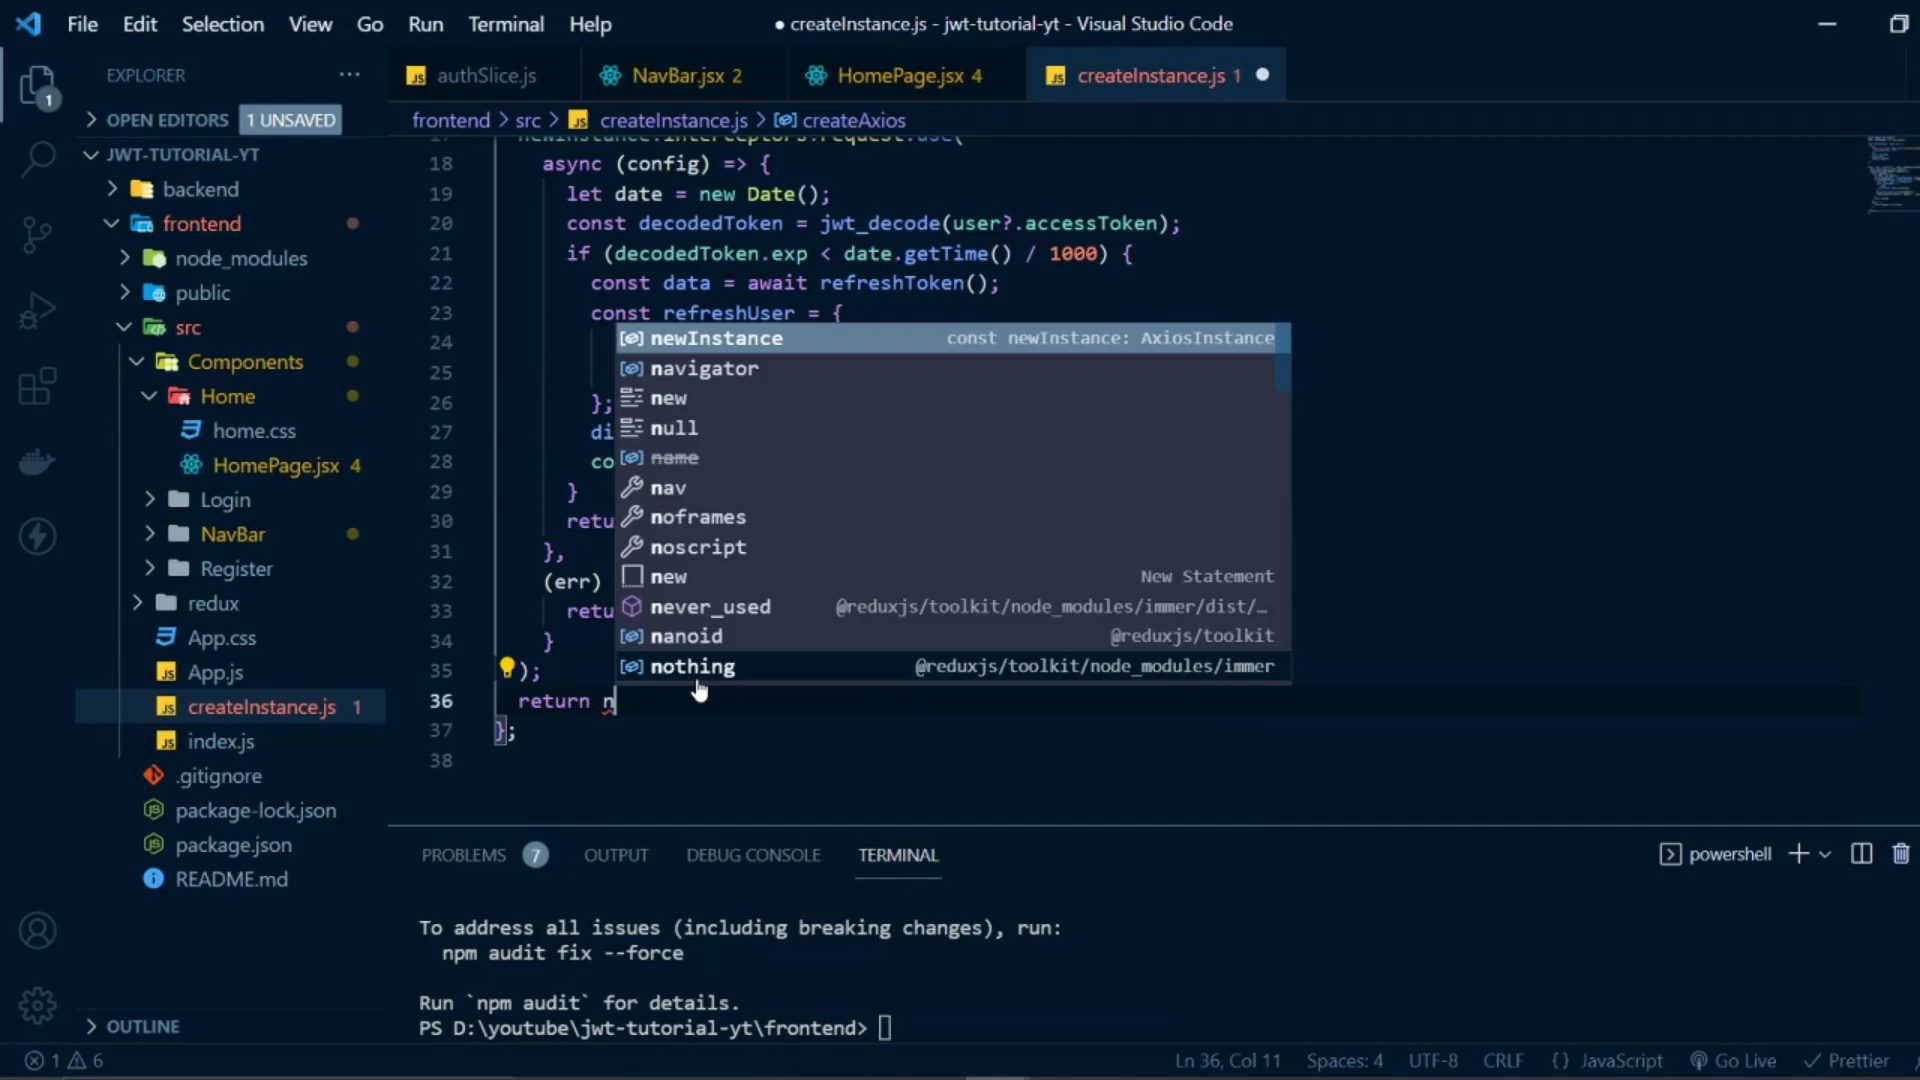 File Edit Selection View Go Run Terminal Help
● createInstance.js - jwt-tutorial-yt - Visual Studio Code
EXPLORER ···
authSlice.js
NavBar.jsx 2
HomePage.jsx 4
createInstance.js 1 ●
OPEN EDITORS 1 UNSAVED
frontend > src > createInstance.js > createAxios
1
JWT-TUTORIAL-YT
backend
frontend
node_modules
public
src
Components
Home
home.css
HomePage.jsx 4
Login
NavBar
Register
redux
App.css
App.js
createInstance.js 1
index.js
.gitignore
package-lock.json
package.json
README.md
OUTLINE
17 newInstance.interceptors.request.use(
18 async (config) => {
19 let date = new Date();
20 const decodedToken = jwt_decode(user?.accessToken);
21 if (decodedToken.exp < date.getTime() / 1000) {
22 const data = await refreshToken();
23 const refreshUser = {
24
25
26 };
27 di
28 co
29 }
30 retu
31 },
32 (err)
33 retu
34 }
35 );
36 return n
37 };
38
newInstance const newInstance: AxiosInstance
navigator
new
null
name
nav
noframes
noscript
new New Statement
never_used @reduxjs/toolkit/node_modules/immer/dist/…
nanoid @reduxjs/toolkit
nothing @reduxjs/toolkit/node_modules/immer
PROBLEMS 7 OUTPUT DEBUG CONSOLE TERMINAL
powershell
To address all issues (including breaking changes), run:
npm audit fix --force
Run `npm audit` for details.
PS D:\youtube\jwt-tutorial-yt\frontend>
1 6
Ln 36, Col 11 Spaces: 4 UTF-8 CRLF {} JavaScript Go Live Prettier